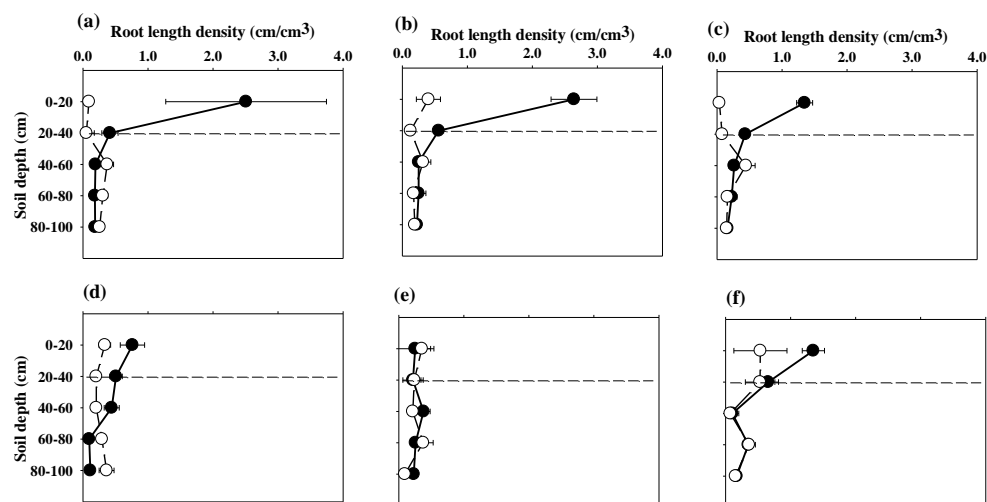 (a) (b) (c)
Root length density (cm/cm3) Root length density (cm/cm3) Root length density (cm/cm3)
0.0 1.0 2.0 3.0 4.0 0.0 1.0 2.0 3.0 4.0 0.0 1.0 2.0 3.0 4.0
Soil depth (cm)
0-20
20-40
40-60
60-80
80-100
(d) (e) (f)
Soil depth (cm)
0-20
20-40
40-60
60-80
80-100